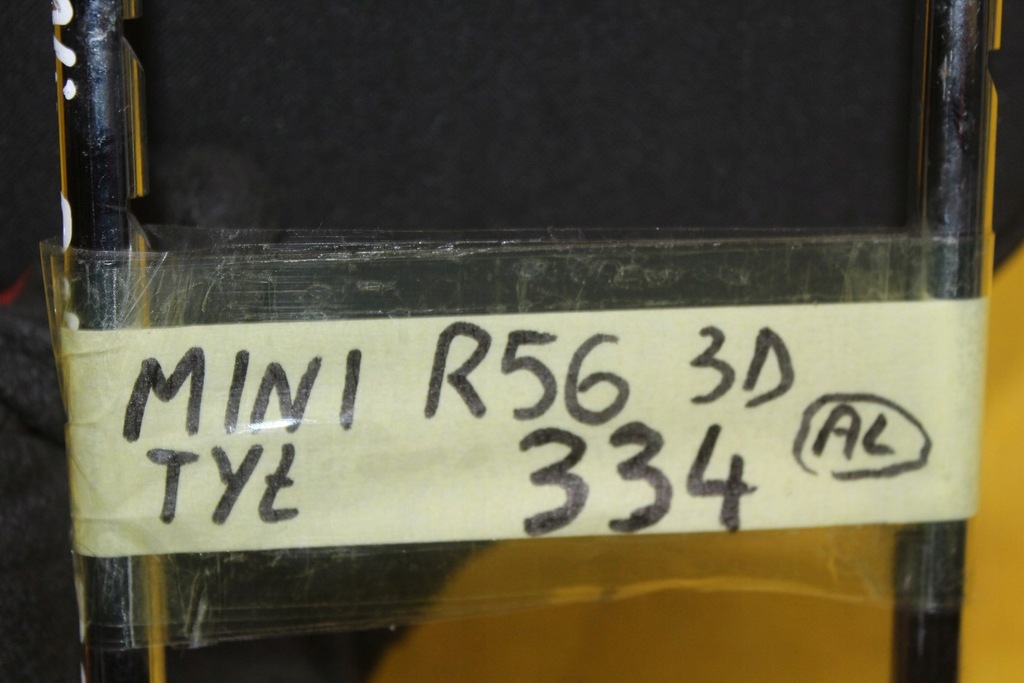 MINI R56 3D
TYŁ 334 AL